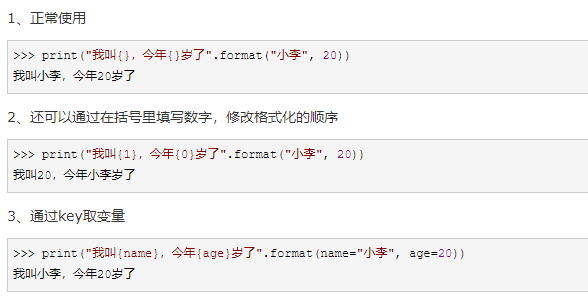 1、正常使用
>>> print("我叫{}，今年{}岁了".format("小李", 20))
我叫小李，今年20岁了
2、还可以通过在括号里填写数字，修改格式化的顺序
>>> print("我叫{1}，今年{0}岁了".format("小李", 20))
我叫20，今年小李岁了
3、通过key取变量
>>> print("我叫{name}，今年{age}岁了".format(name="小李", age=20))
我叫小李，今年20岁了